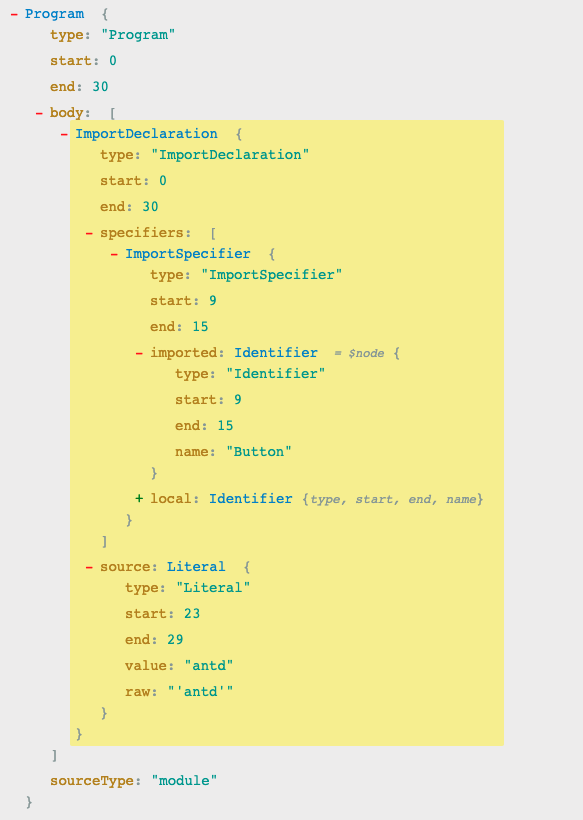 - Program {
type: "Program"
start: 0
end: 30
- body: [
- ImportDeclaration {
type: "ImportDeclaration"
start: 0
end: 30
- specifiers: [
- ImportSpecifier {
type: "ImportSpecifier"
start: 9
end: 15
- imported: Identifier = $node {
type: "Identifier"
start: 9
end: 15
name: "Button"
}
+ local: Identifier {type, start, end, name}
}
]
- source: Literal {
type: "Literal"
start: 23
end: 29
value: "antd"
raw: "'antd'"
}
}
]
sourceType: "module"
}